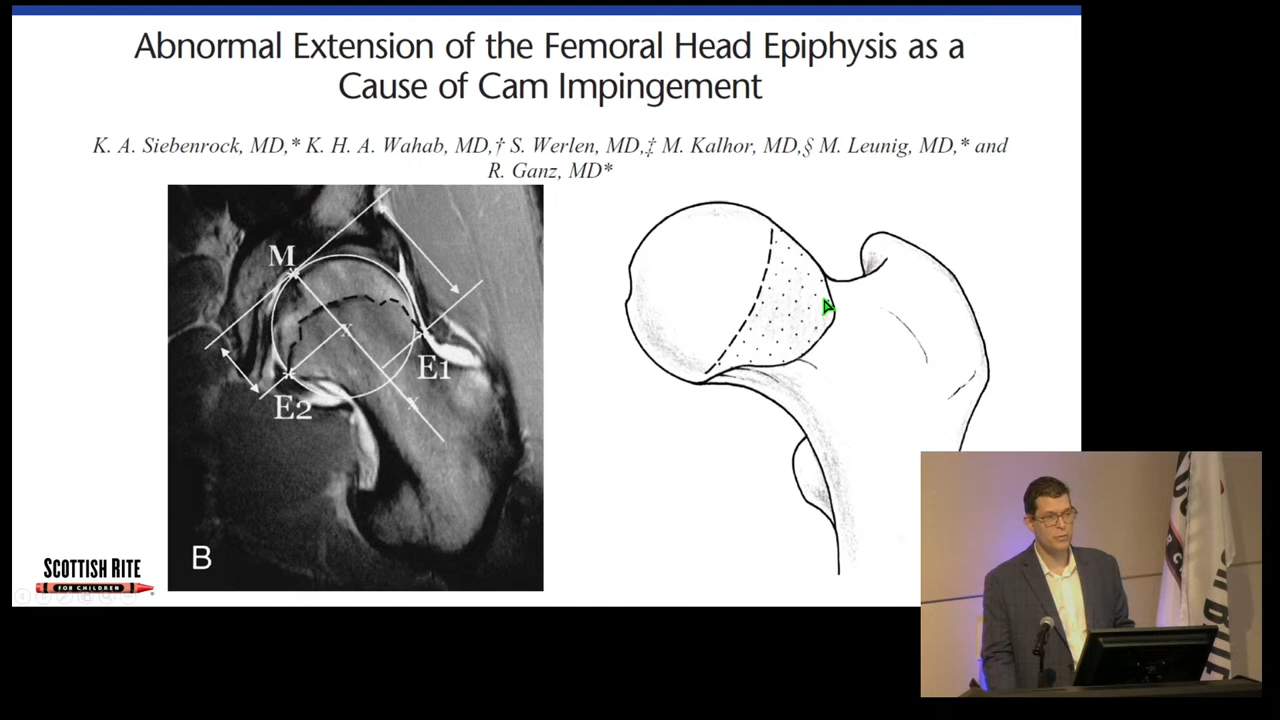 Abnormal Extension of the Femoral Head Epiphysis as a
Cause of Cam Impingement
K. A. Siebenrock, MD,* K. H. A. Wahab, MD,† S. Werlen, MD,‡ M. Kalhor, MD,§ M. Leunig, MD,* and
R. Ganz, MD*
M
E1
E2
B
SCOTTISH RITE
FOR CHILDREN